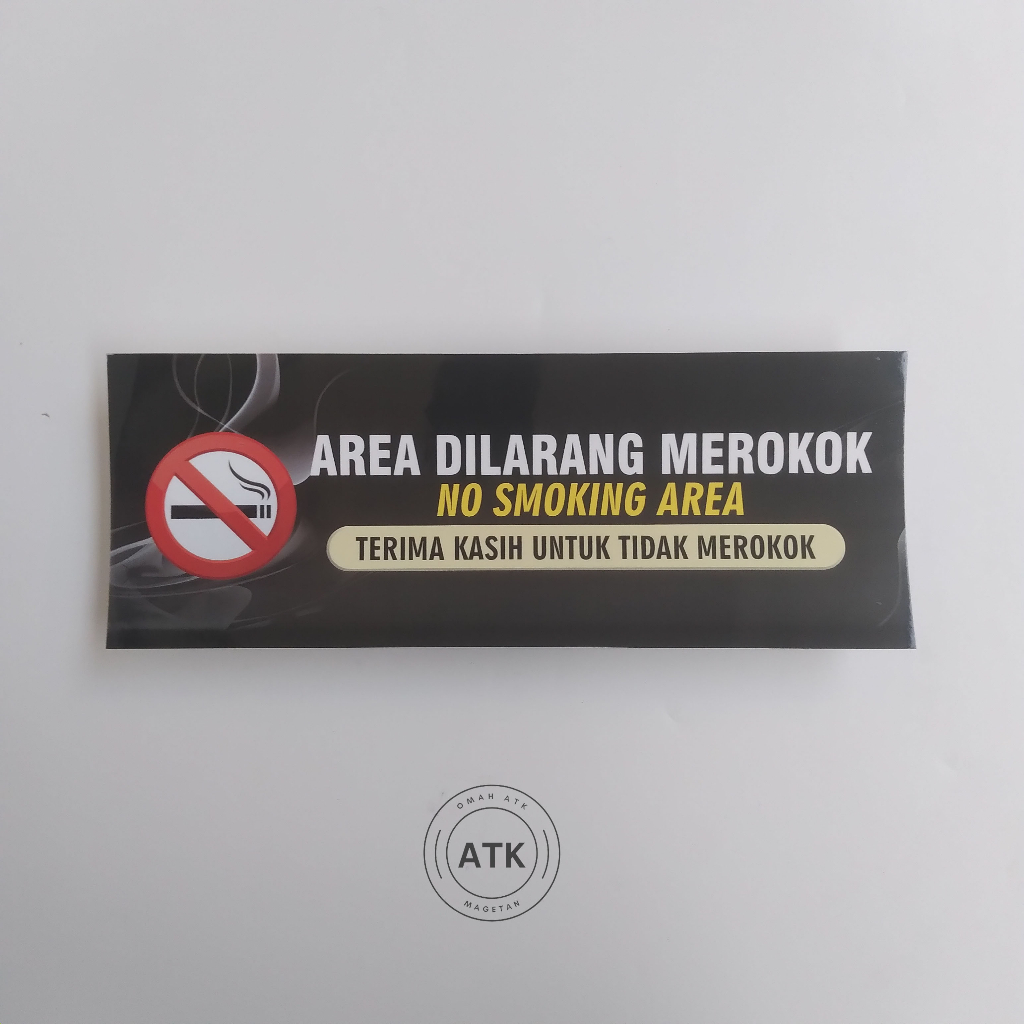 AREA DILARANG MEROKOK
NO SMOKING AREA
TERIMA KASIH UNTUK TIDAK MEROKOK
OMAH ATK
ATK
MAGETAN